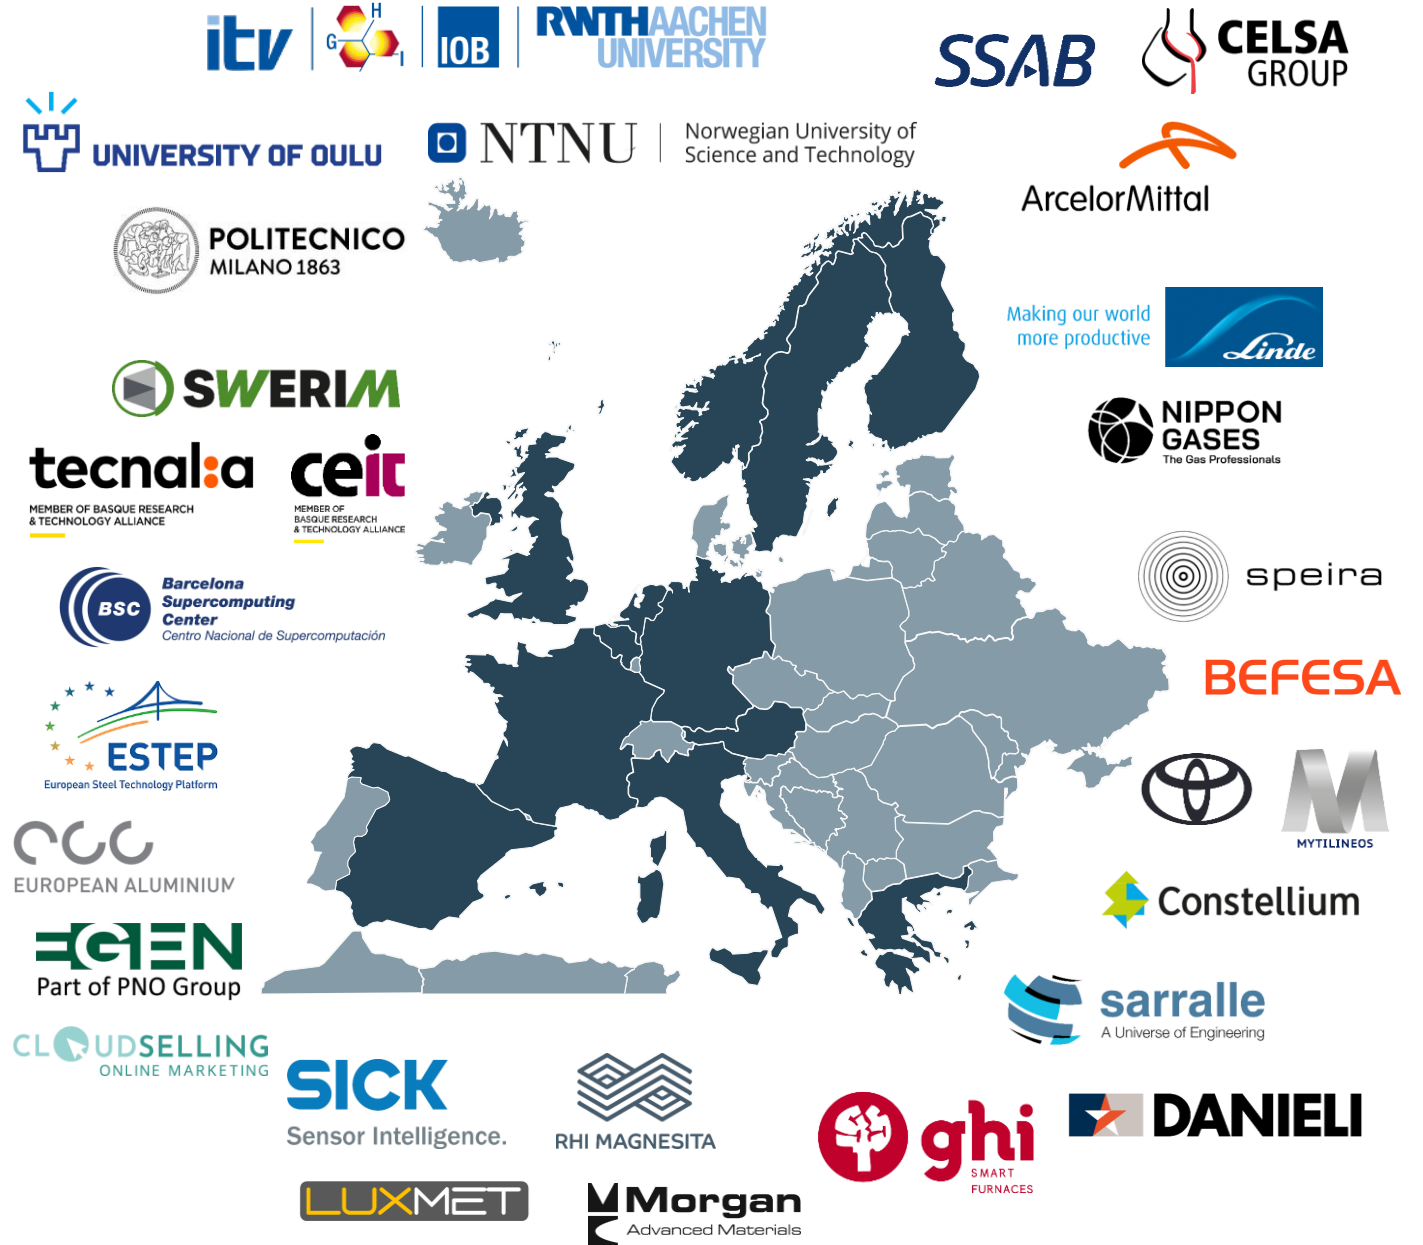 itv
G H I
IOB
RWTHAACHEN
UNIVERSITY
SSAB
CELSA
GROUP
UNIVERSITY OF OULU
NTNU
Norwegian University of
Science and Technology
ArcelorMittal
POLITECNICO
MILANO 1863
Making our world
more productive
Linde
SWERIM
NIPPON
GASES
The Gas Professionals
tecnal:a
MEMBER OF BASQUE RESEARCH
& TECHNOLOGY ALLIANCE
ceit
MEMBER OF
BASQUE RESEARCH
& TECHNOLOGY ALLIANCE
speira
BSC
Barcelona
Supercomputing
Center
Centro Nacional de Supercomputación
BEFESA
ESTEP
European Steel Technology Platform
MYTILINEOS
EUROPEAN ALUMINIUM
Constellium
EGEN
Part of PNO Group
sarralle
A Universe of Engineering
CLOUDSELLING
ONLINE MARKETING
SICK
Sensor Intelligence.
RHI MAGNESITA
ghi
SMART
FURNACES
DANIELI
LUXMET
Morgan
Advanced Materials